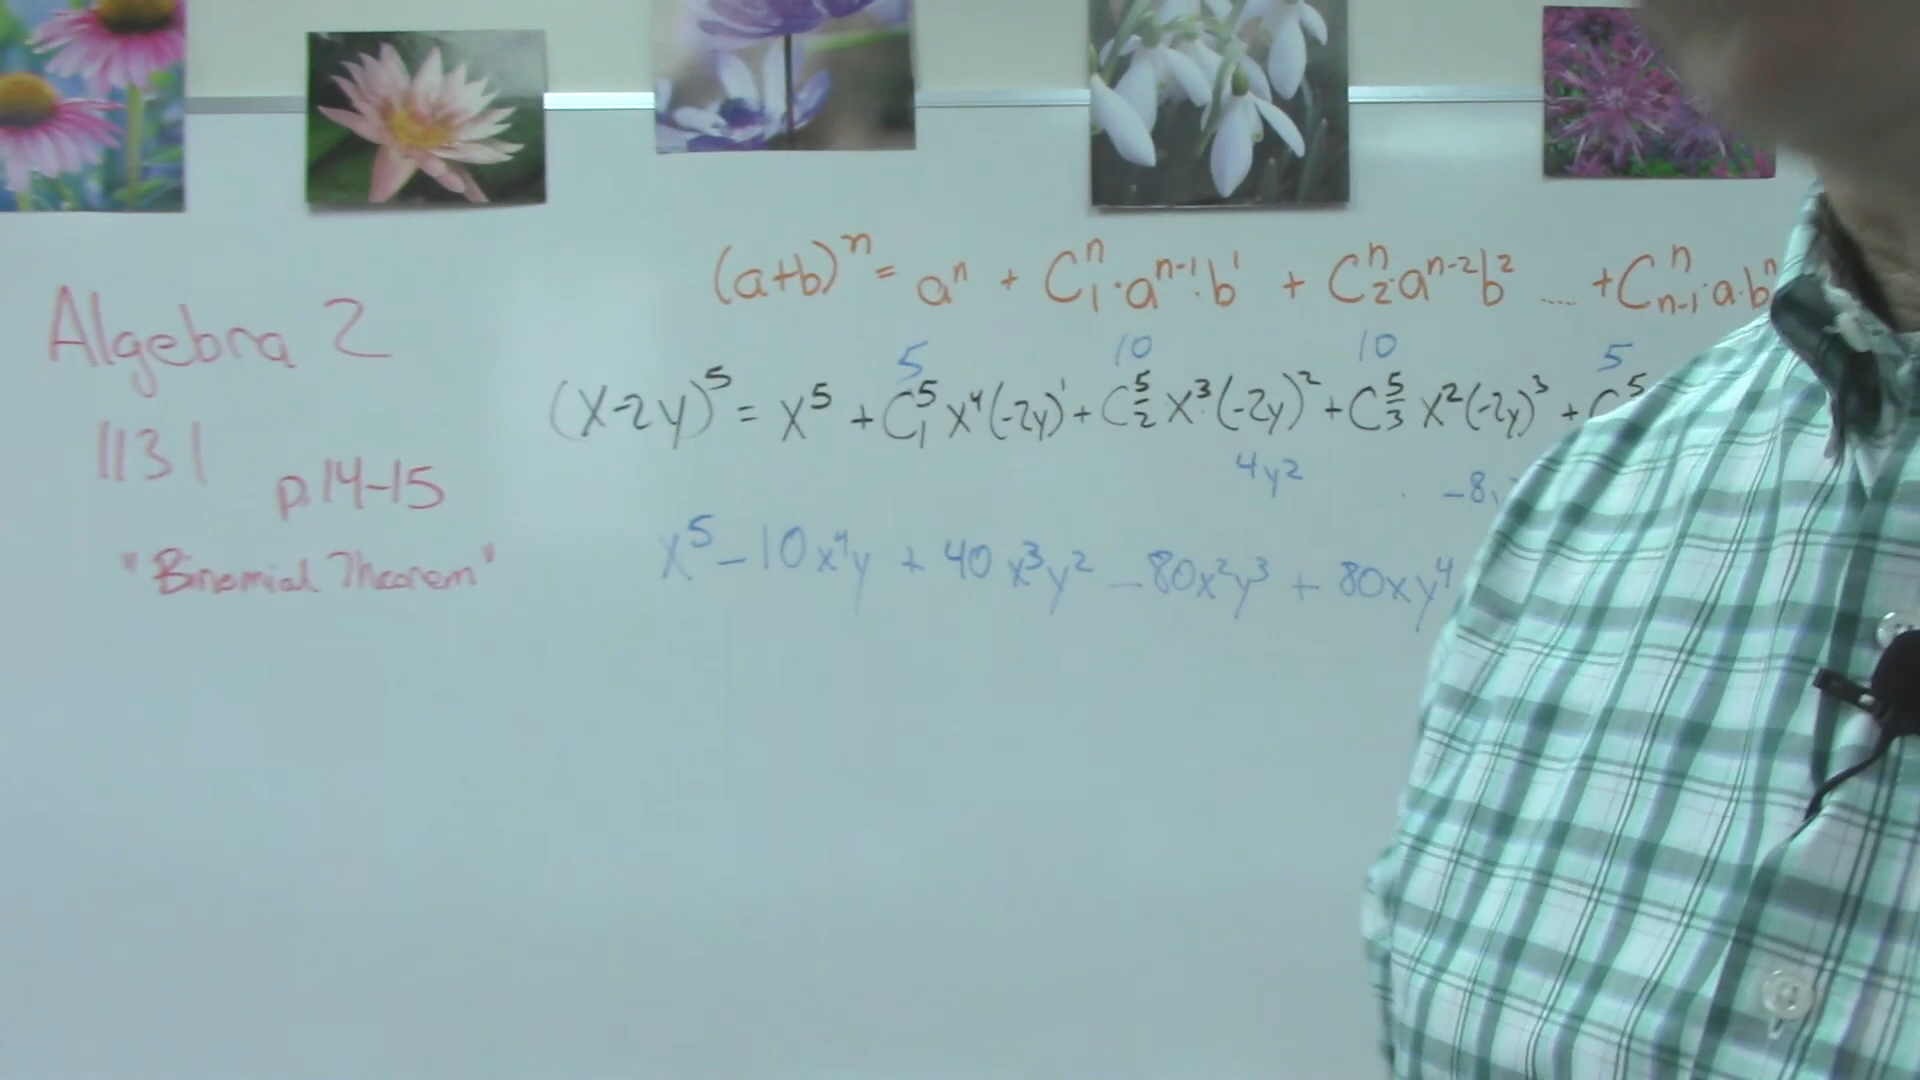 Algebra 2
1131
p.14-15
"Binomial Theorem"
(a+b)ⁿ = aⁿ + C₁ⁿ·aⁿ⁻¹·b¹ + C₂ⁿ·aⁿ⁻²b² .... + Cₙ₋₁ⁿ·a·bⁿ
5 10 10 5
(x-2y)⁵ = x⁵ + C₁⁵ x⁴(-2y)¹ + C₂⁵ x³(-2y)² + C₃⁵ x²(-2y)³ + C⁵
4y² -8
x⁵ - 10x⁴y + 40x³y² - 80x²y³ + 80xy⁴